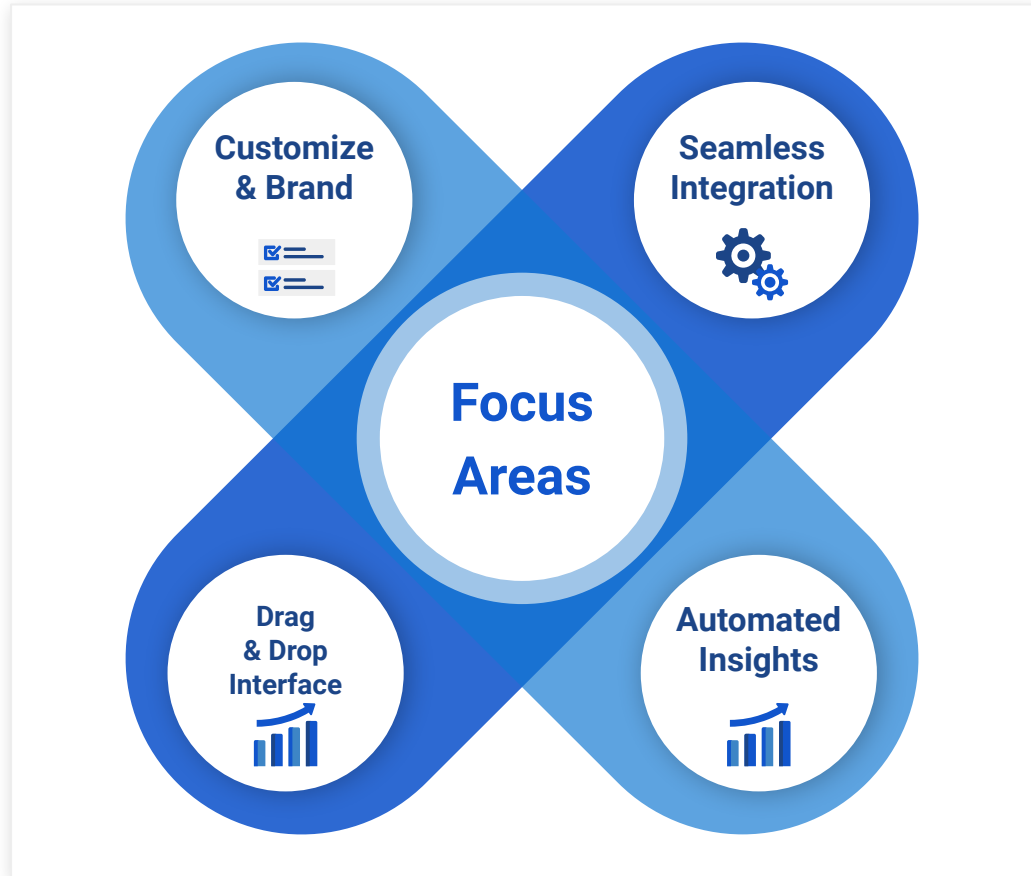 Customize
& Brand
Seamless
Integration
Focus
Areas
Drag
& Drop
Interface
Automated
Insights